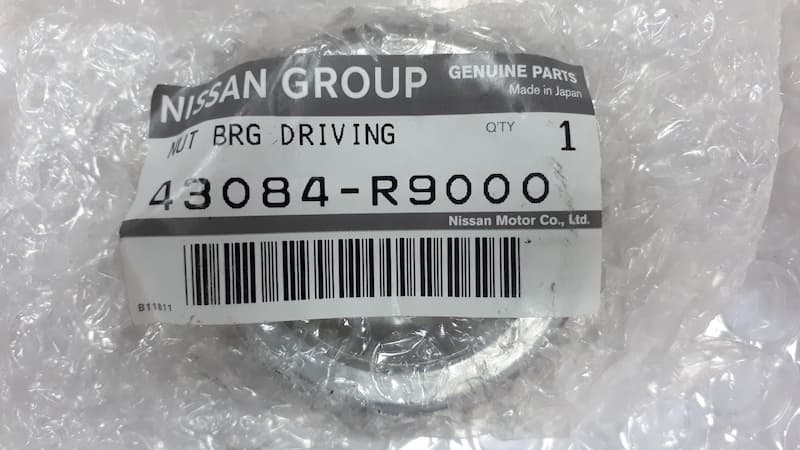 NISSAN GROUP
GENUINE PARTS
Made in Japan
NUT BRG DRIVING
Q'TY 1
43084-R9000
Nissan Motor Co., Ltd.
B11811